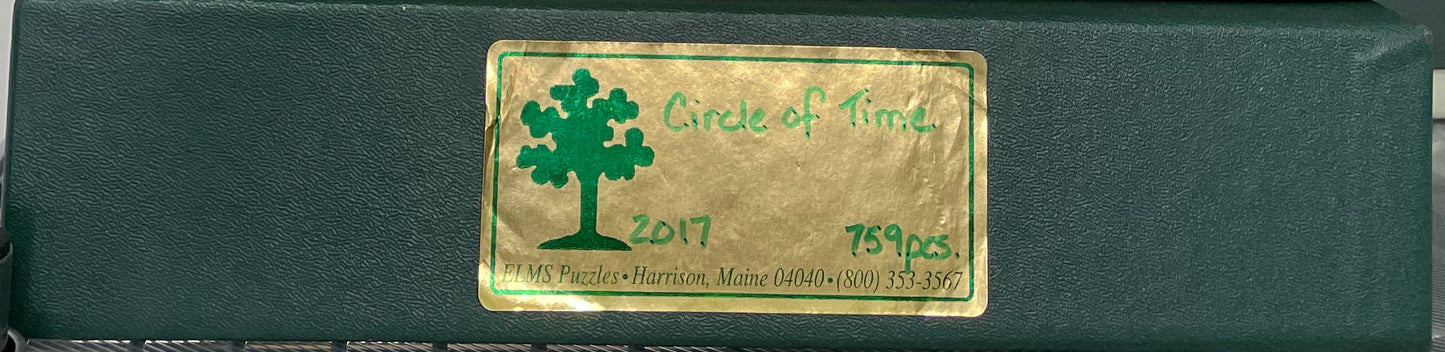 Circle of Time
2017 759pcs.
ELMS Puzzles • Harrison, Maine 04040 • (800) 353-3567